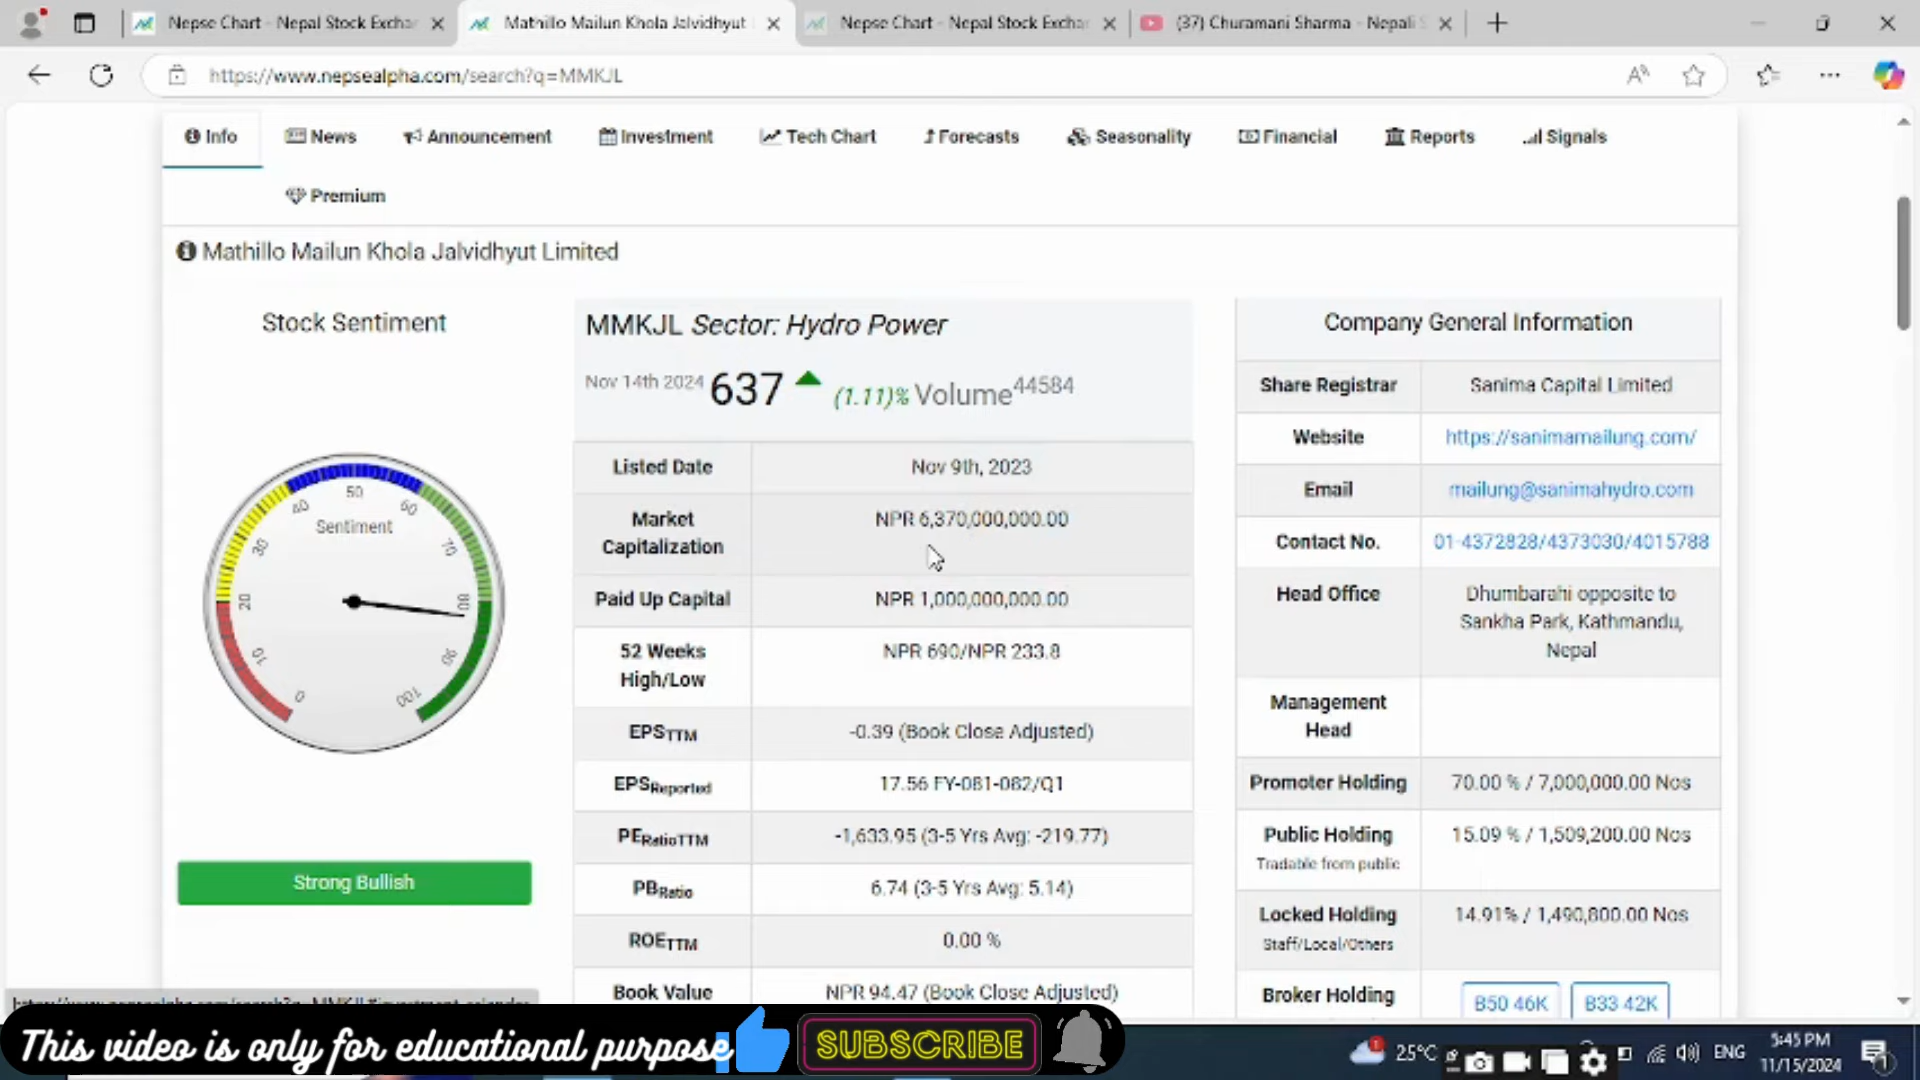 Nepse Chart - Nepal Stock Exchar
Mathillo Mailun Khola Jalvidhyut
Nepse Chart - Nepal Stock Exchar
(37) Churamani Sharma - Nepali S
https://www.nepsealpha.com/search?q=MMKJL
Info
News
Announcement
Investment
Tech Chart
Forecasts
Seasonality
Financial
Reports
Signals
Premium
Mathillo Mailun Khola Jalvidhyut Limited
Stock Sentiment
0
10
20
30
40
50
60
70
80
90
100
Sentiment
Strong Bullish
MMKJL Sector: Hydro Power
Nov 14th 2024 637 (1.11)% Volume 44584
Listed Date Nov 9th, 2023
Market Capitalization NPR 6,370,000,000.00
Paid Up Capital NPR 1,000,000,000.00
52 Weeks High/Low NPR 690/NPR 233.8
EPSTTM -0.39 (Book Close Adjusted)
EPSReported 17.56 FY-081-082/Q1
PERatioTTM -1,633.95 (3-5 Yrs Avg: -219.77)
PBRatio 6.74 (3-5 Yrs Avg: 5.14)
ROETTM 0.00 %
Book Value NPR 94.47 (Book Close Adjusted)
Company General Information
Share Registrar Sanima Capital Limited
Website https://sanimamailung.com/
Email mailung@sanimahydro.com
Contact No. 01-4372828/4373030/4015788
Head Office Dhumbarahi opposite to
Sankha Park, Kathmandu,
Nepal
Management Head
Promoter Holding 70.00 % / 7,000,000.00 Nos
Public Holding 15.09 % / 1,509,200.00 Nos
Tradable from public
Locked Holding 14.91% / 1,490,800.00 Nos
Staff/Local/Others
Broker Holding B50 46K B33 42K
This video is only for educational purpose
SUBSCRIBE
25°C
ENG
5:45 PM
11/15/2024